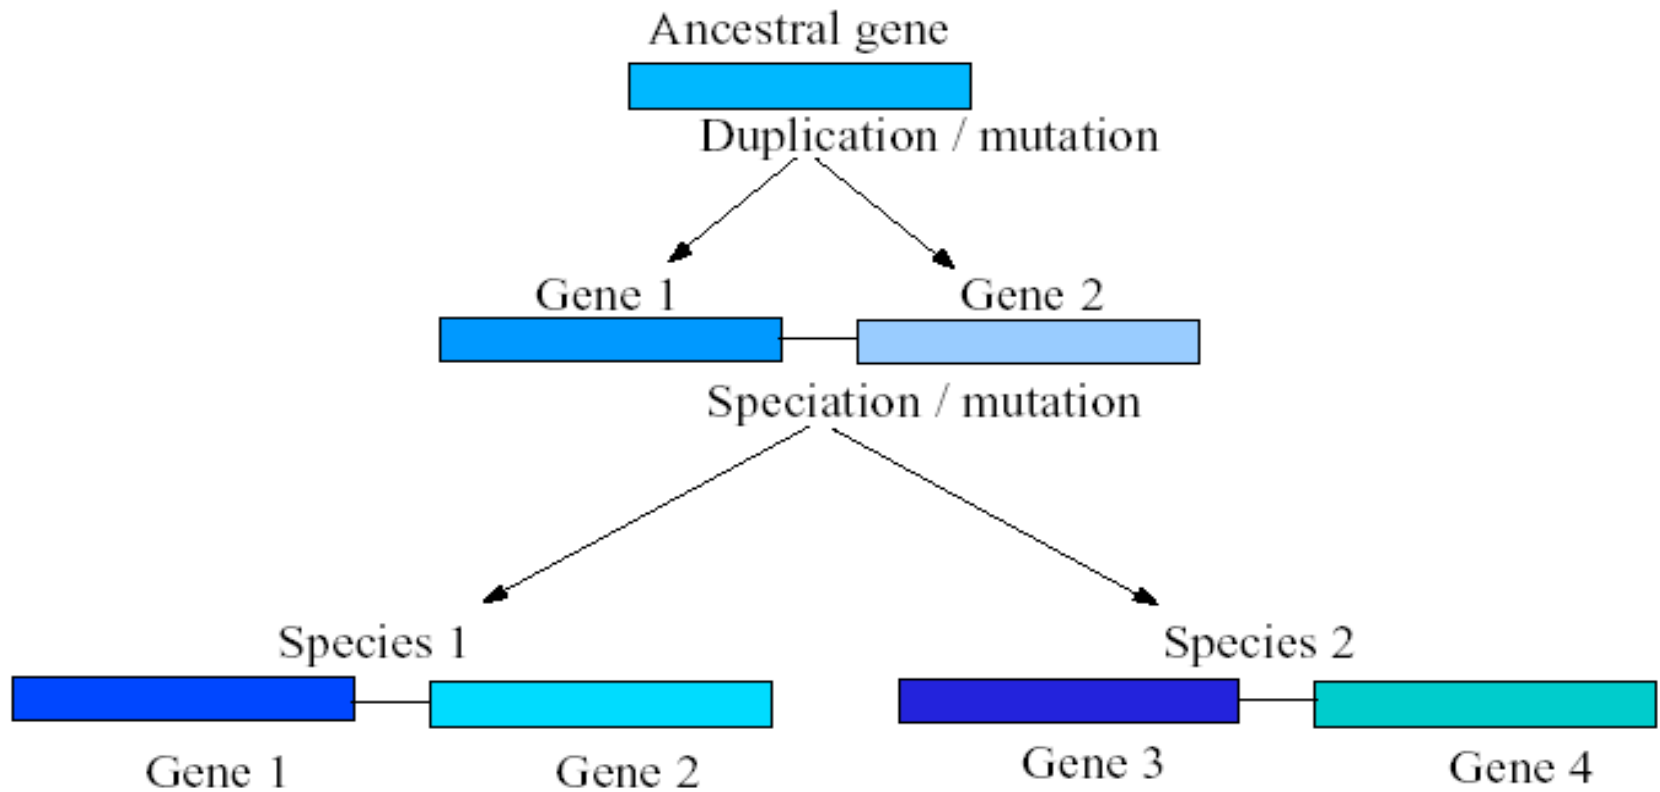 Ancestral gene
Duplication / mutation
Gene 1
Gene 2
Speciation / mutation
Species 1
Species 2
Gene 1
Gene 2
Gene 3
Gene 4